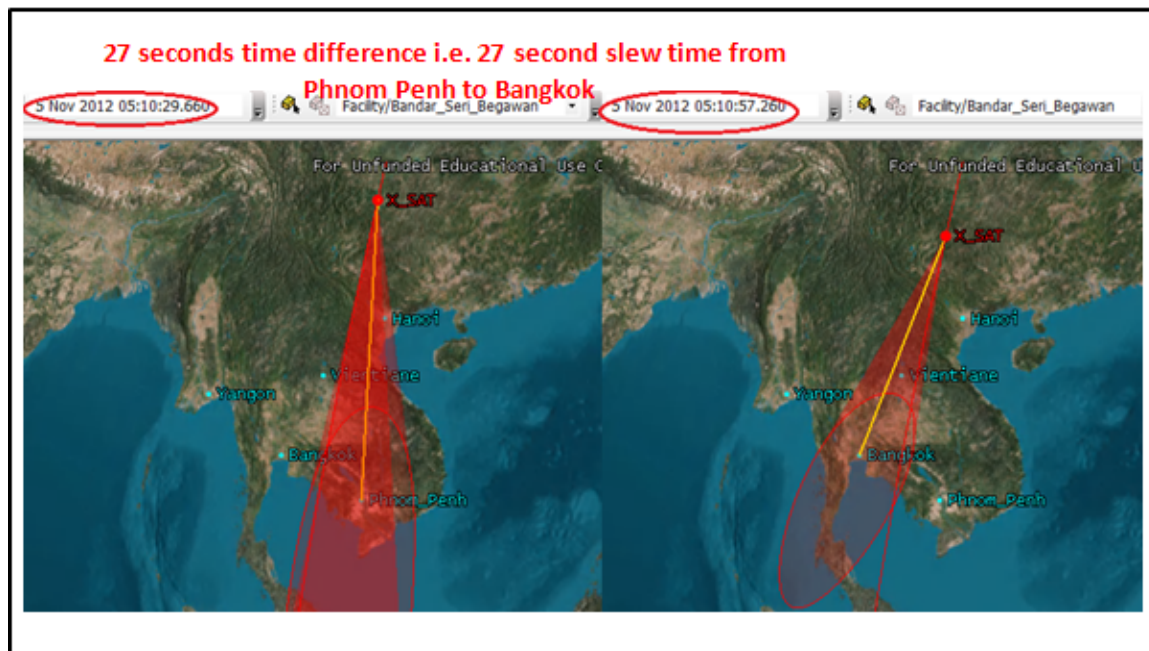 27 seconds time difference i.e. 27 second slew time from
Phnom Penh to Bangkok
5 Nov 2012 05:10:29.660
Facility/Bandar_Seri_Begawan
5 Nov 2012 05:10:57.260
Facility/Bandar_Seri_Begawan
For Unfunded Educational Use
X_SAT
Hanoi
Vientiane
Yangon
Bangkok
Phnom_Penh
For Unfunded Educational
X_SAT
Hanoi
Vientiane
Yangon
Bangkok
Phnom_Penh